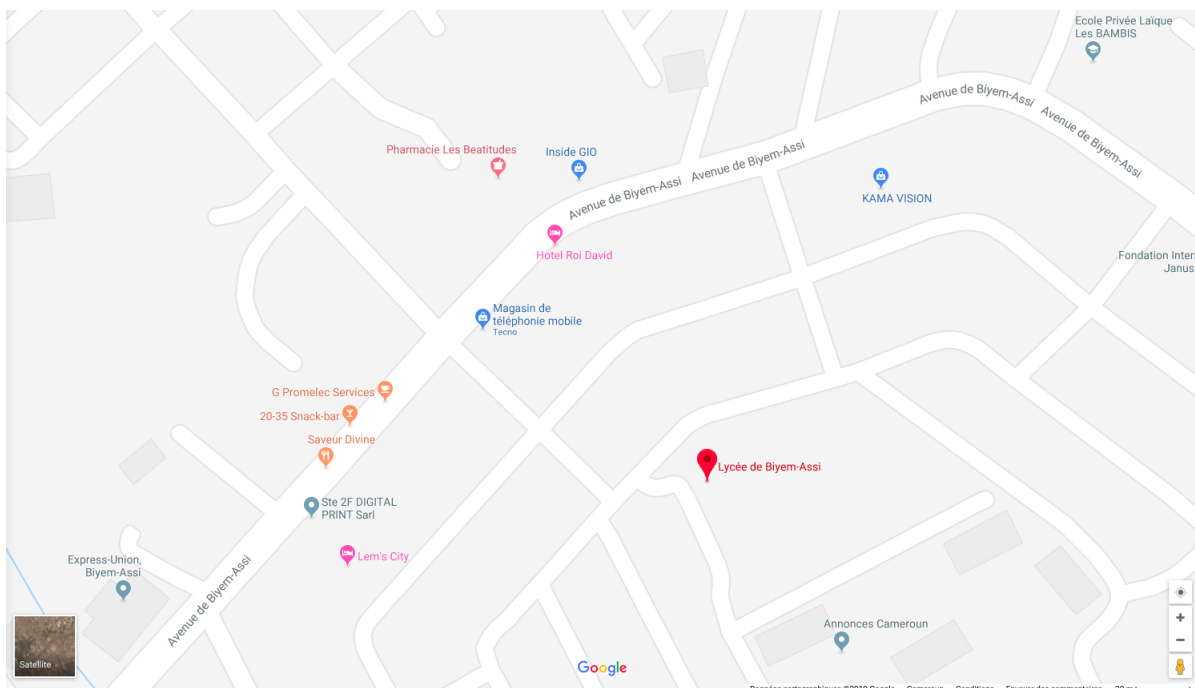 Ecole Privée Laïque
Les BAMBIS
Avenue de Biyem-Assi
Avenue de Biyem-Assi
Avenue de Biyem-Assi
Pharmacie Les Beatitudes
Inside GIO
Avenue de Biyem-Assi
KAMA VISION
Hotel Roi David
Fondation Inter
Janus
Magasin de
téléphonie mobile
Tecno
G Promelec Services
20-35 Snack-bar
Saveur Divine
Lycée de Biyem-Assi
Ste 2F DIGITAL
PRINT Sarl
Lem's City
Express-Union,
Biyem-Assi
Avenue de Biyem-Assi
Annonces Cameroun
Satellite
Google